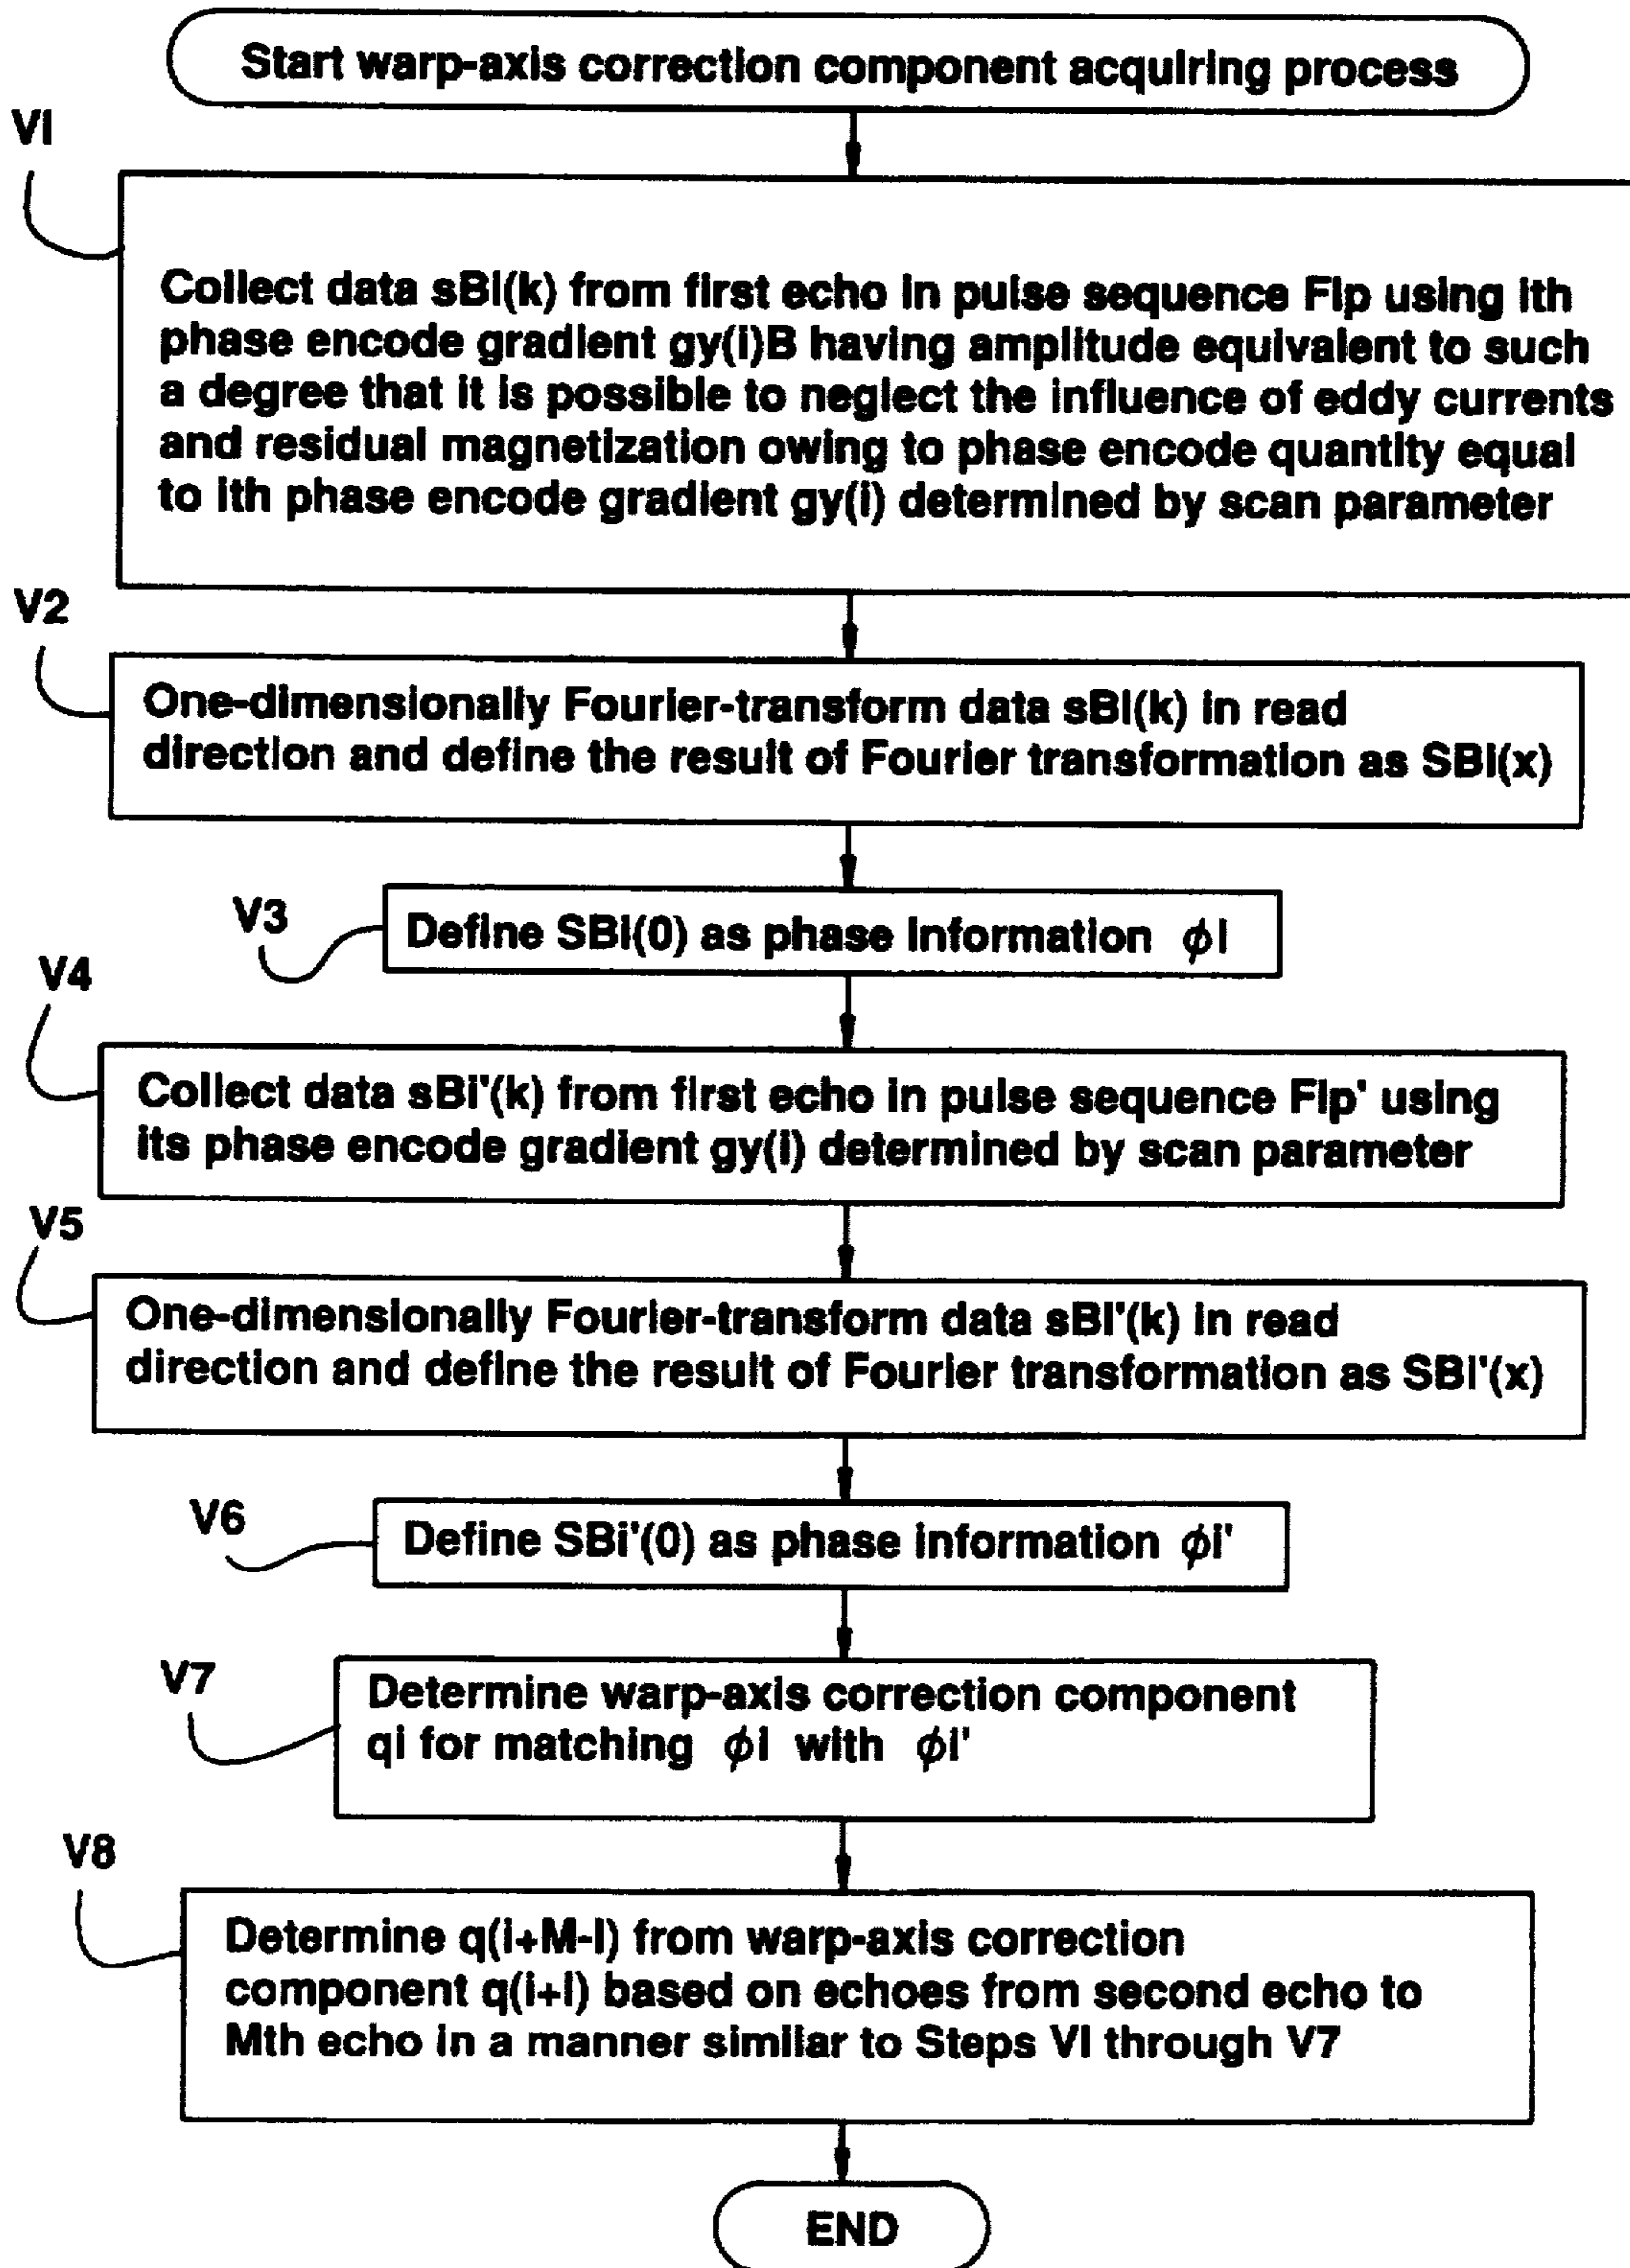 Start warp-axis correction component acquiring process
V1
Collect data sBi(k) from first echo in pulse sequence Fip using ith
phase encode gradient gy(i)B having amplitude equivalent to such
a degree that it is possible to neglect the influence of eddy currents
and residual magnetization owing to phase encode quantity equal
to ith phase encode gradient gy(i) determined by scan parameter
V2
One-dimensionally Fourier-transform data sBi(k) in read
direction and define the result of Fourier transformation as SBi(x)
V3
Define SBi(0) as phase information ϕi
V4
Collect data sBi'(k) from first echo in pulse sequence Fip' using
its phase encode gradient gy(i) determined by scan parameter
V5
One-dimensionally Fourier-transform data sBi'(k) in read
direction and define the result of Fourier transformation as SBi'(x)
V6
Define SBi'(0) as phase information ϕi'
V7
Determine warp-axis correction component
qi for matching ϕi with ϕi'
V8
Determine q(i+M-1) from warp-axis correction
component q(i+1) based on echoes from second echo to
Mth echo in a manner similar to Steps V1 through V7
END